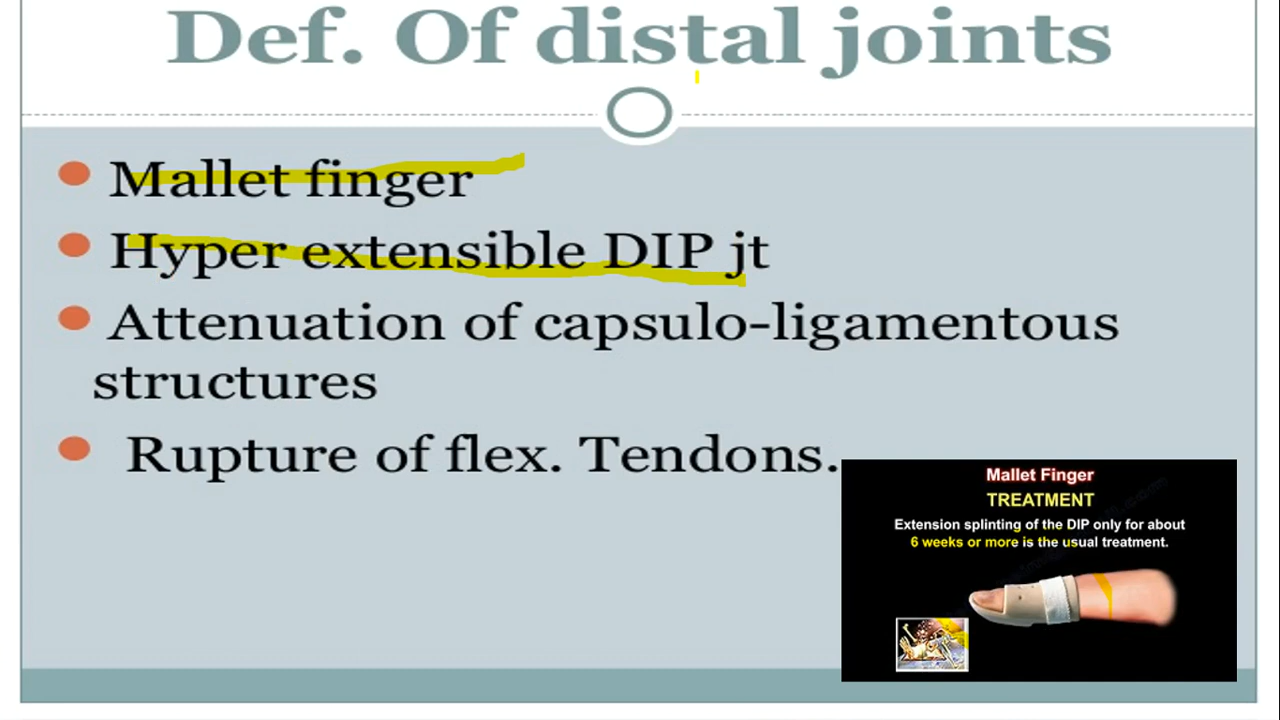 Def. Of distal joints
Mallet finger
Hyper extensible DIP jt
Attenuation of capsulo-ligamentous
structures
Rupture of flex. Tendons.
Mallet Finger
TREATMENT
Extension splinting of the DIP only for about
6 weeks or more is the usual treatment.